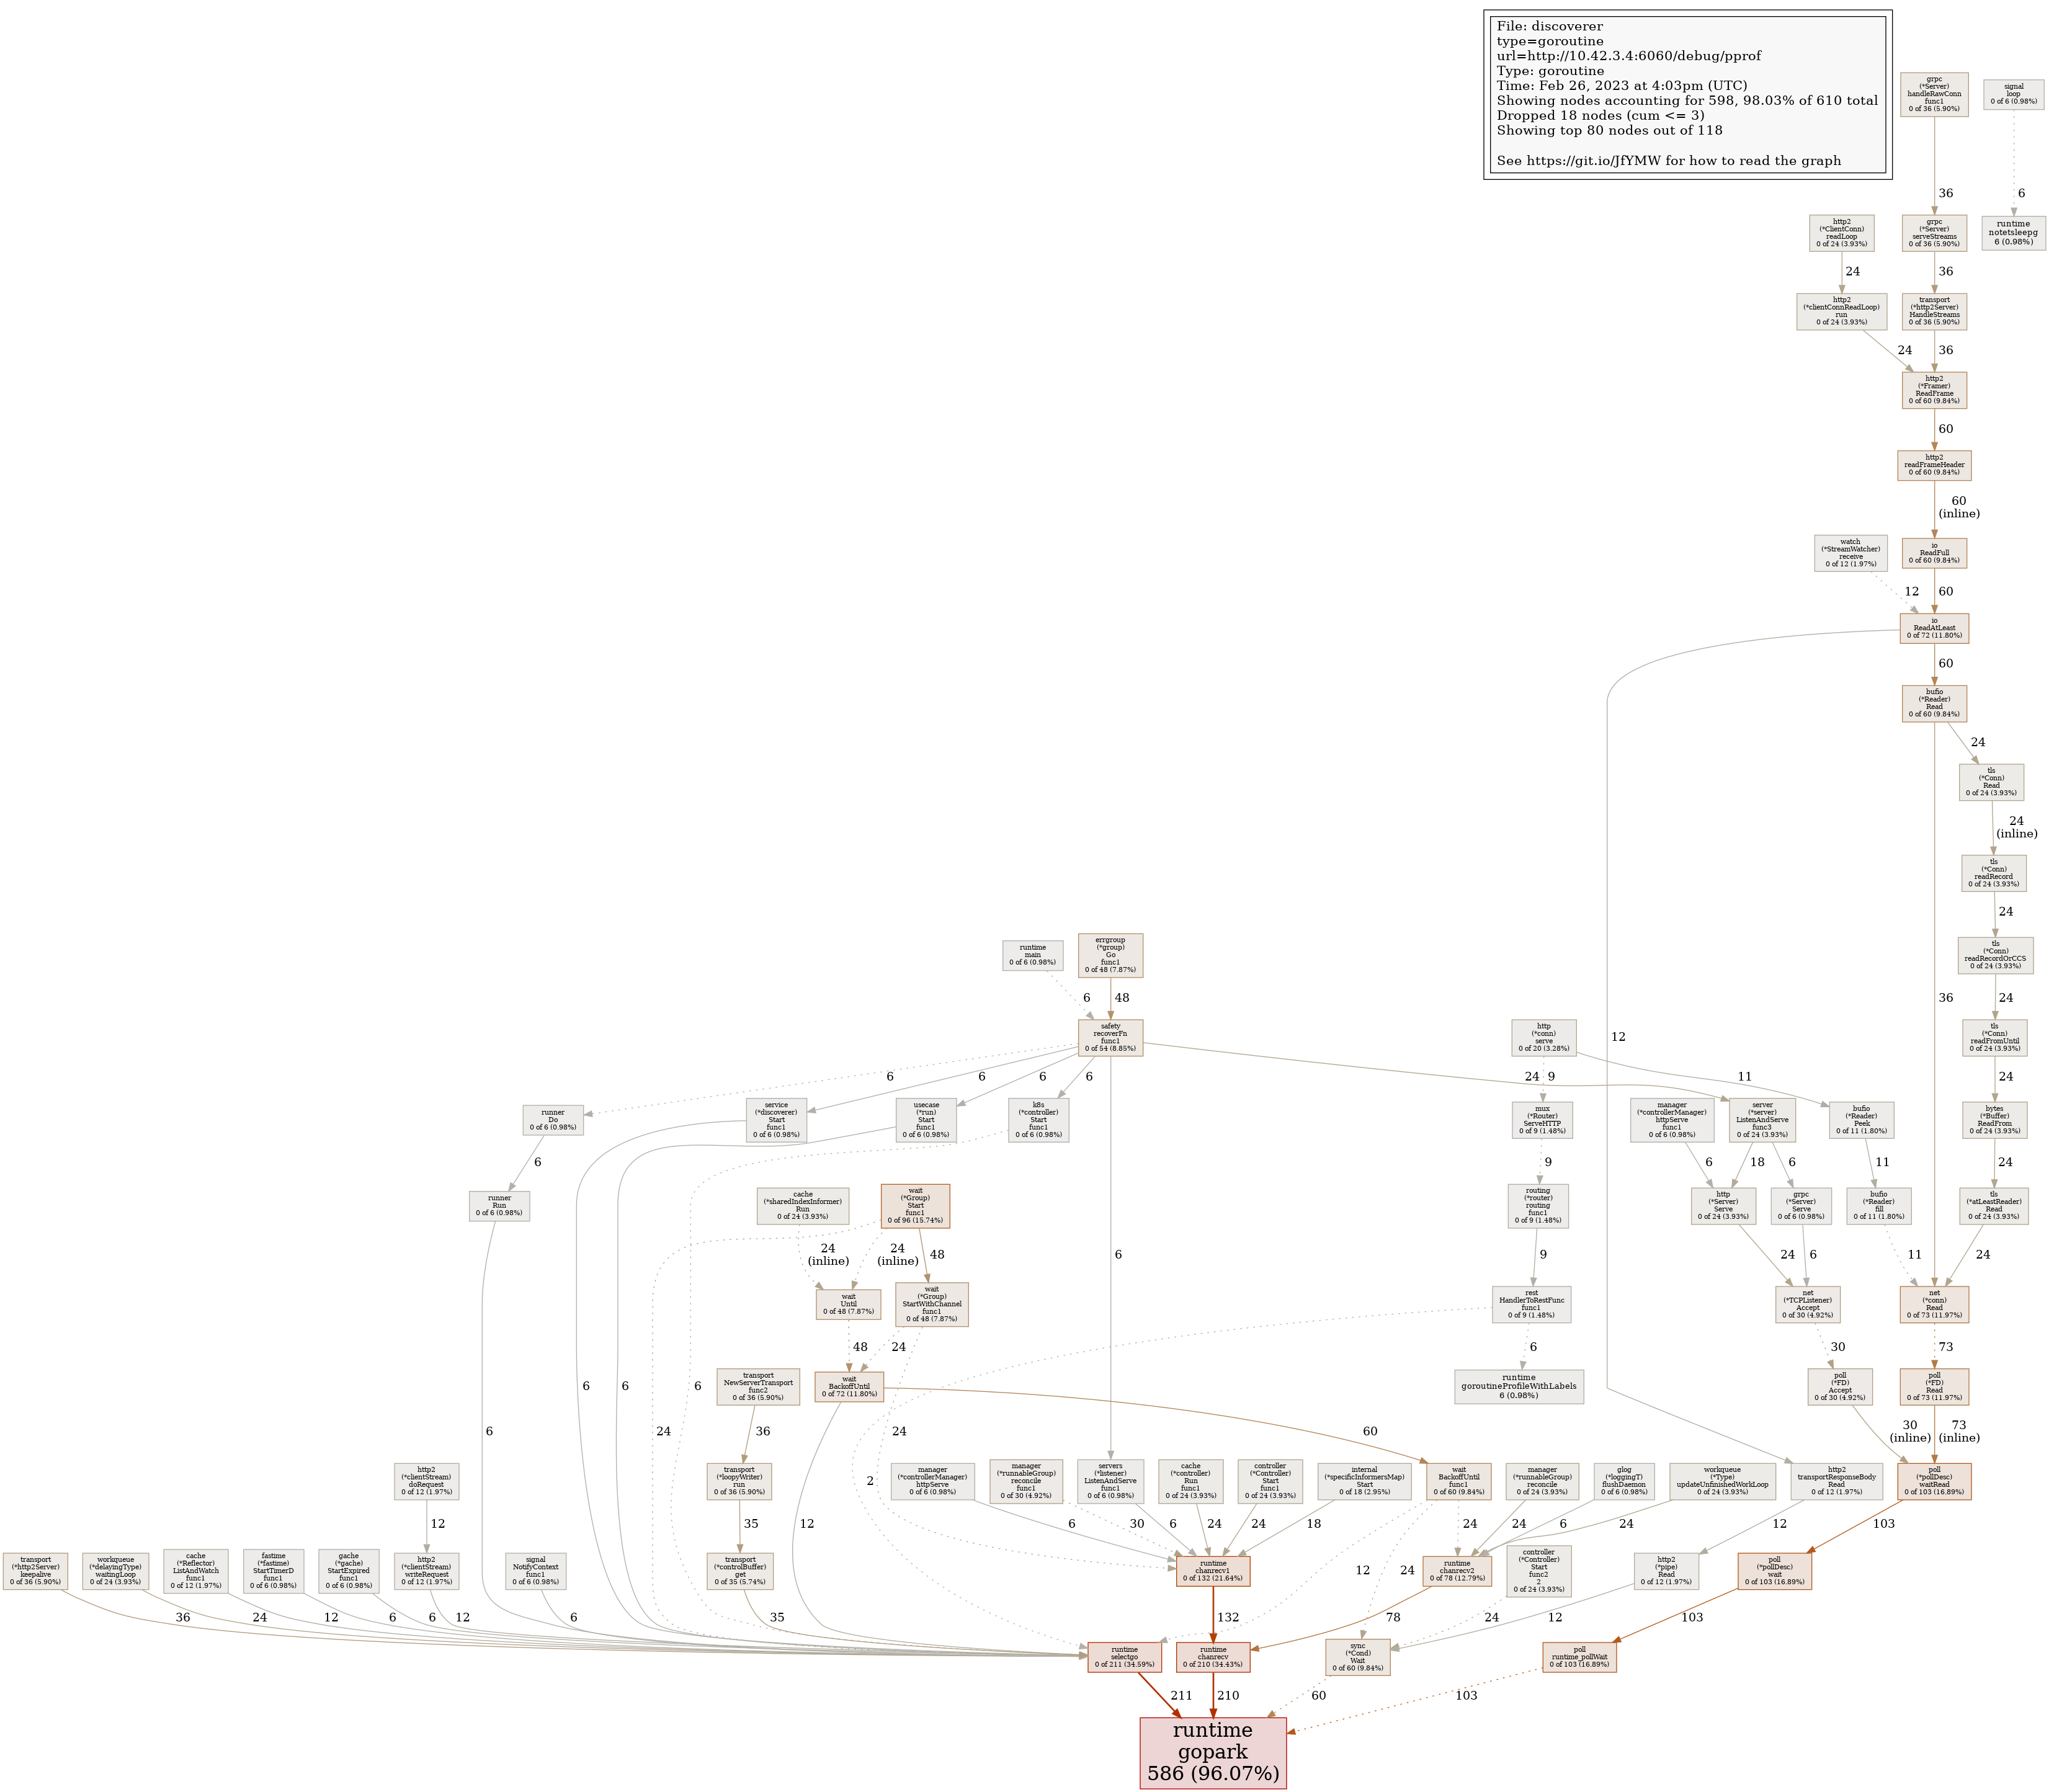 File: discoverer
type=goroutine
url=http://10.42.3.4:6060/debug/pprof
Type: goroutine
Time: Feb 26, 2023 at 4:03pm (UTC)
Showing nodes accounting for 598, 98.03% of 610 total
Dropped 18 nodes (cum <= 3)
Showing top 80 nodes out of 118
See https://git.io/JfYMW for how to read the graph
grpc
(*Server)
handleRawConn
func1
0 of 36 (5.90%)
signal
loop
0 of 6 (0.98%)
36
6
http2
(*ClientConn)
readLoop
0 of 24 (3.93%)
grpc
(*Server)
serveStreams
0 of 36 (5.90%)
runtime
notetsleepg
6 (0.98%)
24
36
http2
(*clientConnReadLoop)
run
0 of 24 (3.93%)
transport
(*http2Server)
HandleStreams
0 of 36 (5.90%)
24
36
http2
(*Framer)
ReadFrame
0 of 60 (9.84%)
60
http2
readFrameHeader
0 of 60 (9.84%)
60
(inline)
watch
(*StreamWatcher)
receive
0 of 12 (1.97%)
io
ReadFull
0 of 60 (9.84%)
12
60
io
ReadAtLeast
0 of 72 (11.80%)
60
12
bufio
(*Reader)
Read
0 of 60 (9.84%)
24
36
tls
(*Conn)
Read
0 of 24 (3.93%)
24
(inline)
tls
(*Conn)
readRecord
0 of 24 (3.93%)
24
tls
(*Conn)
readRecordOrCCS
0 of 24 (3.93%)
24
runtime
main
0 of 6 (0.98%)
errgroup
(*group)
Go
func1
0 of 48 (7.87%)
6
48
safety
recoverFn
func1
0 of 54 (8.85%)
http
(*conn)
serve
0 of 20 (3.28%)
tls
(*Conn)
readFromUntil
0 of 24 (3.93%)
6
6
6
6
6
24
9
11
24
runner
Do
0 of 6 (0.98%)
service
(*discoverer)
Start
func1
0 of 6 (0.98%)
usecase
(*run)
Start
func1
0 of 6 (0.98%)
k8s
(*controller)
Start
func1
0 of 6 (0.98%)
mux
(*Router)
ServeHTTP
0 of 9 (1.48%)
manager
(*controllerManager)
httpServe
func1
0 of 6 (0.98%)
server
(*server)
ListenAndServe
func3
0 of 24 (3.93%)
bufio
(*Reader)
Peek
0 of 11 (1.80%)
bytes
(*Buffer)
ReadFrom
0 of 24 (3.93%)
6
6
6
6
9
6
18
6
11
24
runner
Run
0 of 6 (0.98%)
cache
(*sharedIndexInformer)
Run
0 of 24 (3.93%)
wait
(*Group)
Start
func1
0 of 96 (15.74%)
routing
(*router)
routing
func1
0 of 9 (1.48%)
http
(*Server)
Serve
0 of 24 (3.93%)
grpc
(*Server)
Serve
0 of 6 (0.98%)
bufio
(*Reader)
fill
0 of 11 (1.80%)
tls
(*atLeastReader)
Read
0 of 24 (3.93%)
6
24
(inline)
24
(inline)
48
24
9
24
6
11
24
wait
Until
0 of 48 (7.87%)
wait
(*Group)
StartWithChannel
func1
0 of 48 (7.87%)
rest
HandlerToRestFunc
func1
0 of 9 (1.48%)
net
(*TCPListener)
Accept
0 of 30 (4.92%)
net
(*conn)
Read
0 of 73 (11.97%)
48
24
24
2
6
30
73
transport
NewServerTransport
func2
0 of 36 (5.90%)
wait
BackoffUntil
0 of 72 (11.80%)
runtime
goroutineProfileWithLabels
6 (0.98%)
poll
(*FD)
Accept
0 of 30 (4.92%)
poll
(*FD)
Read
0 of 73 (11.97%)
36
12
60
30
(inline)
73
(inline)
http2
(*clientStream)
doRequest
0 of 12 (1.97%)
transport
(*loopyWriter)
run
0 of 36 (5.90%)
manager
(*controllerManager)
httpServe
0 of 6 (0.98%)
manager
(*runnableGroup)
reconcile
func1
0 of 30 (4.92%)
servers
(*listener)
ListenAndServe
func1
0 of 6 (0.98%)
cache
(*controller)
Run
func1
0 of 24 (3.93%)
controller
(*Controller)
Start
func1
0 of 24 (3.93%)
internal
(*specificInformersMap)
Start
0 of 18 (2.95%)
wait
BackoffUntil
func1
0 of 60 (9.84%)
manager
(*runnableGroup)
reconcile
0 of 24 (3.93%)
glog
(*loggingT)
flushDaemon
0 of 6 (0.98%)
workqueue
(*Type)
updateUnfinishedWorkLoop
0 of 24 (3.93%)
http2
transportResponseBody
Read
0 of 12 (1.97%)
poll
(*pollDesc)
waitRead
0 of 103 (16.89%)
12
35
6
30
6
24
24
18
12
24
24
24
6
24
12
103
transport
(*http2Server)
keepalive
0 of 36 (5.90%)
workqueue
(*delayingType)
waitingLoop
0 of 24 (3.93%)
cache
(*Reflector)
ListAndWatch
func1
0 of 12 (1.97%)
fastime
(*fastime)
StartTimerD
func1
0 of 6 (0.98%)
gache
(*gache)
StartExpired
func1
0 of 6 (0.98%)
http2
(*clientStream)
writeRequest
0 of 12 (1.97%)
signal
NotifyContext
func1
0 of 6 (0.98%)
transport
(*controlBuffer)
get
0 of 35 (5.74%)
runtime
chanrecv1
0 of 132 (21.64%)
runtime
chanrecv2
0 of 78 (12.79%)
controller
(*Controller)
Start
func2
2
0 of 24 (3.93%)
http2
(*pipe)
Read
0 of 12 (1.97%)
poll
(*pollDesc)
wait
0 of 103 (16.89%)
36
24
12
6
6
12
6
35
132
78
24
12
103
runtime
selectgo
0 of 211 (34.59%)
runtime
chanrecv
0 of 210 (34.43%)
sync
(*Cond)
Wait
0 of 60 (9.84%)
poll
runtime_pollWait
0 of 103 (16.89%)
211
210
60
103
runtime
gopark
586 (96.07%)